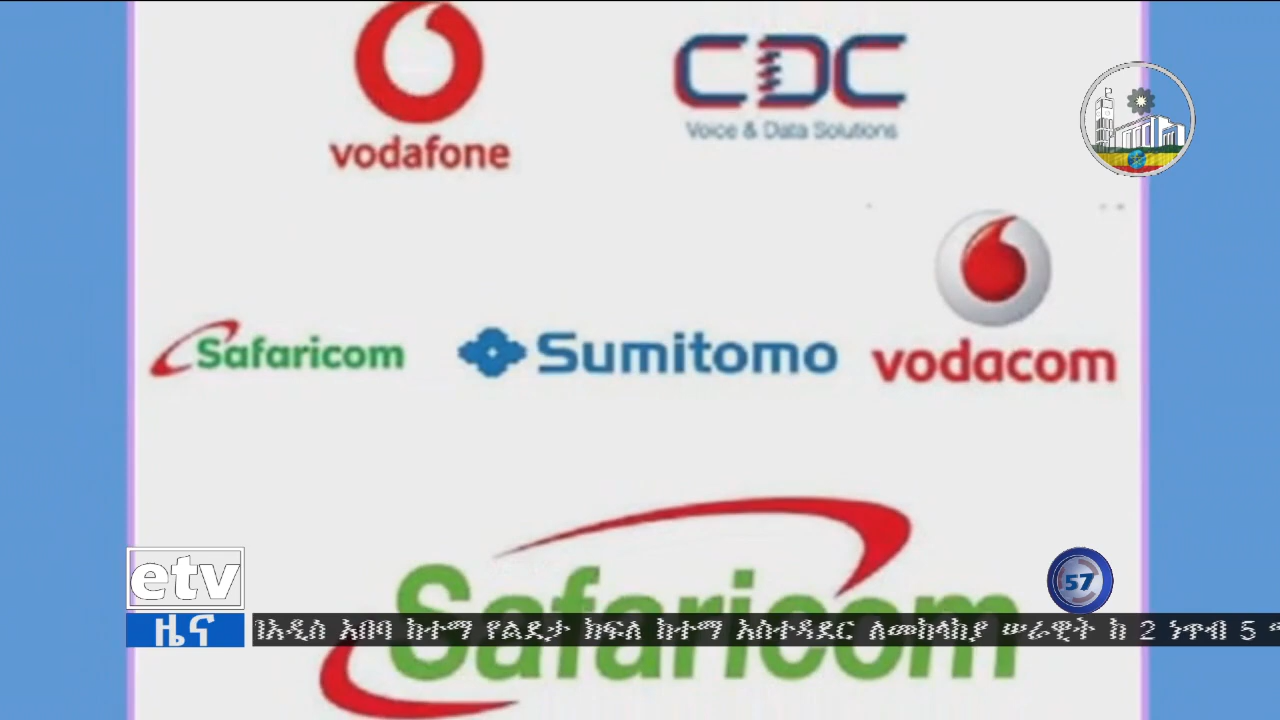 vodafone
CDC
Voice & Data Solutions
Safaricom
Sumitomo
vodacom
Safaricom
etv
57
ዜና
በአዲስ አበባ ከተማ የልደታ ክፍለ ከተማ አስተዳደር ለመከላከያ ሠራዊት ከ 2 ነጥብ 5